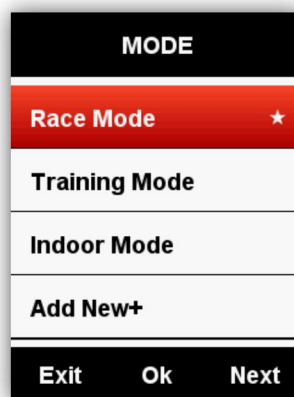 MODE
Race Mode ★
Training Mode
Indoor Mode
Add New+
Exit Ok Next